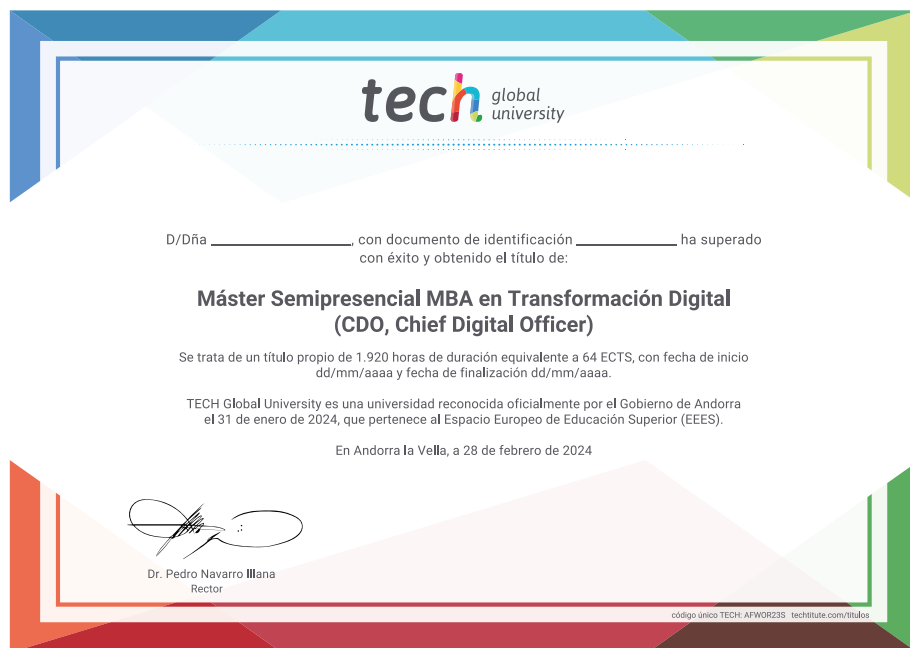 tech global university
D/Dña ____________________, con documento de identificación ______________ ha superado
con éxito y obtenido el título de:
Máster Semipresencial MBA en Transformación Digital
(CDO, Chief Digital Officer)
Se trata de un título propio de 1.920 horas de duración equivalente a 64 ECTS, con fecha de inicio
dd/mm/aaaa y fecha de finalización dd/mm/aaaa.
TECH Global University es una universidad reconocida oficialmente por el Gobierno de Andorra
el 31 de enero de 2024, que pertenece al Espacio Europeo de Educación Superior (EEES).
En Andorra la Vella, a 28 de febrero de 2024
Dr. Pedro Navarro Illana
Rector
código único TECH: AFWOR23S techtitute.com/titulos